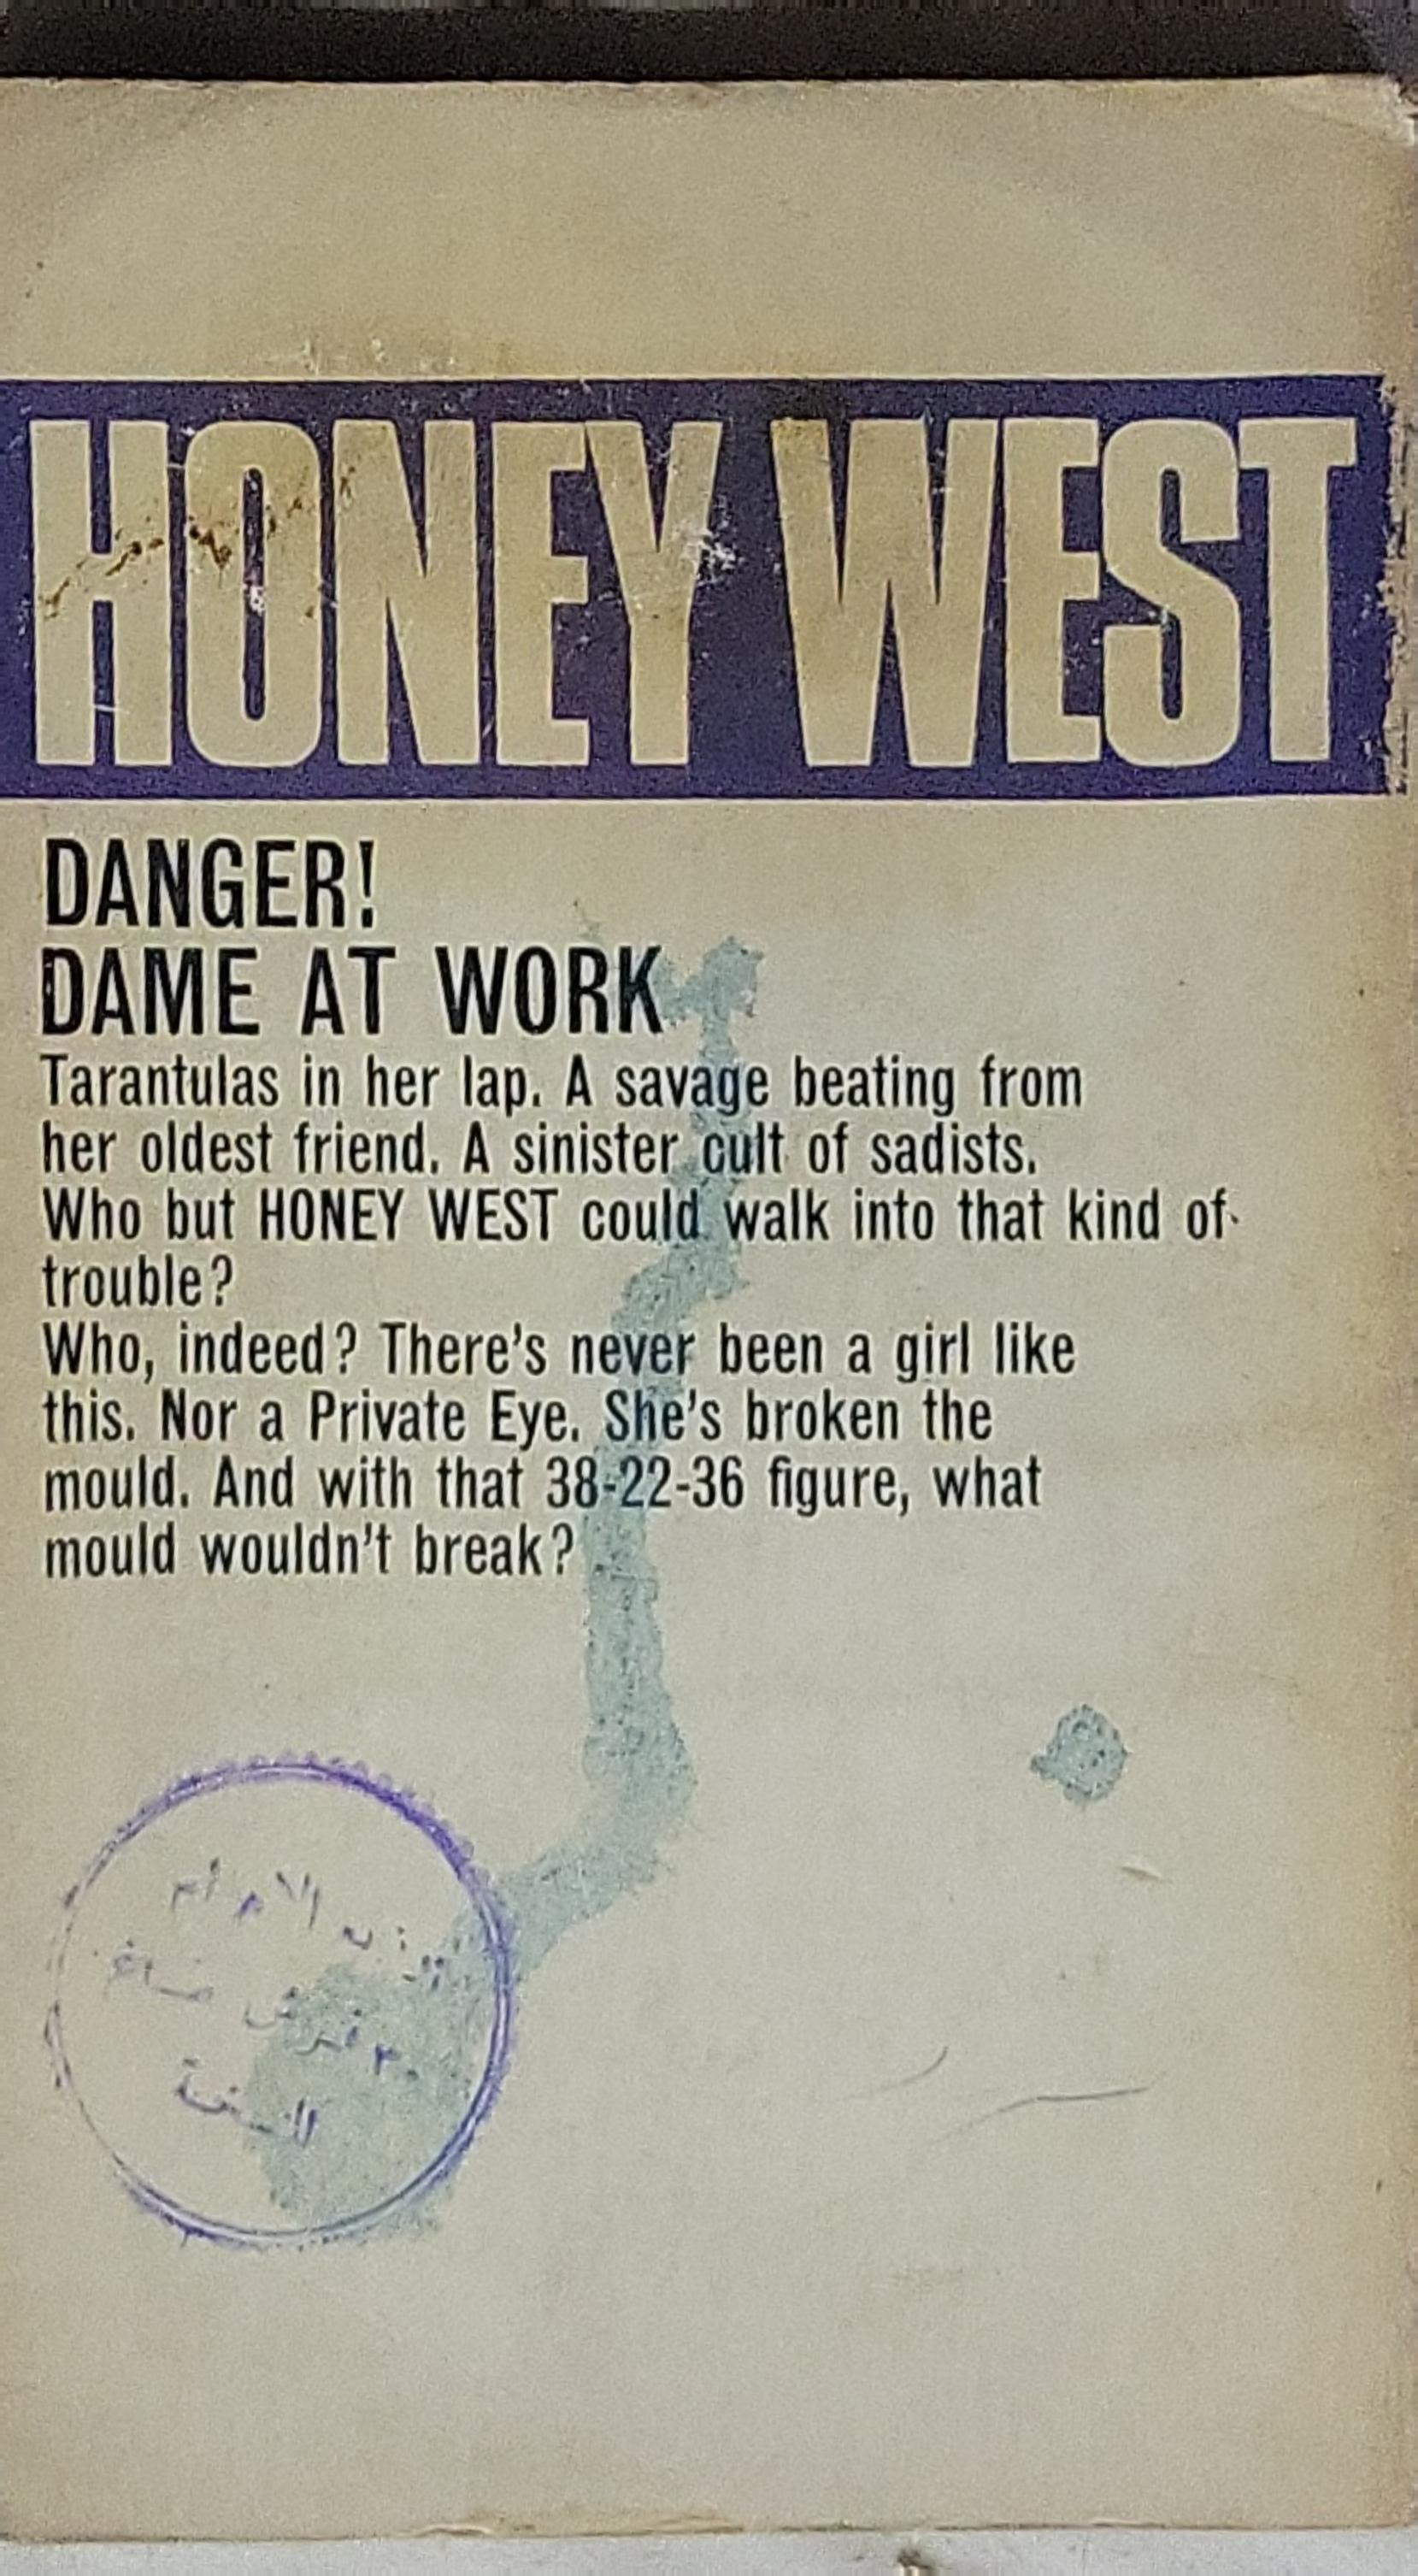 HONEY WEST
DANGER!
DAME AT WORK
Tarantulas in her lap. A savage beating from
her oldest friend. A sinister cult of sadists.
Who but HONEY WEST could walk into that kind of
trouble?
Who, indeed? There's never been a girl like
this. Nor a Private Eye. She's broken the
mould. And with that 38-22-36 figure, what
mould wouldn't break?
قرش صاغ
للنسخة